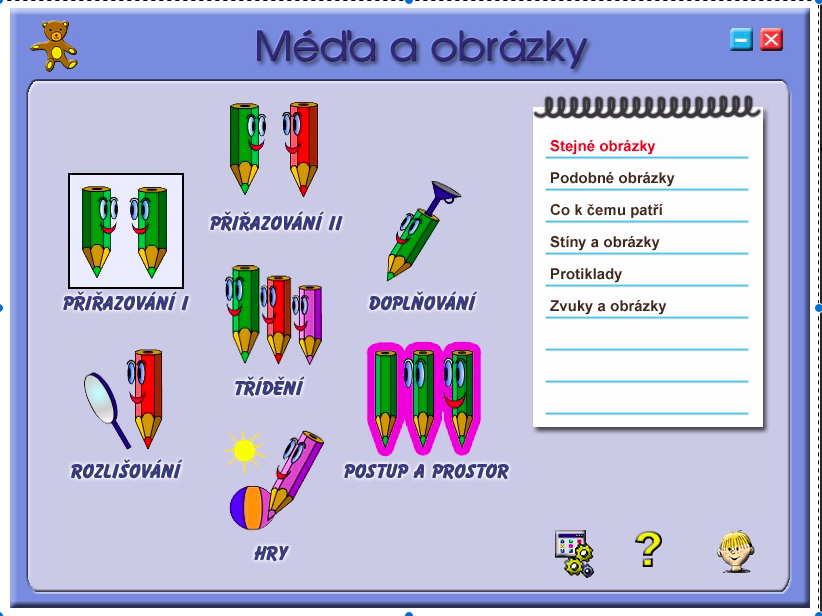 Méďa a obrázky
PŘIŘAZOVÁNÍ II
PŘIŘAZOVÁNÍ I
DOPLŇOVÁNÍ
TŘÍDĚNÍ
ROZLIŠOVÁNÍ
POSTUP A PROSTOR
HRY
Stejné obrázky
Podobné obrázky
Co k čemu patří
Stíny a obrázky
Protiklady
Zvuky a obrázky
?